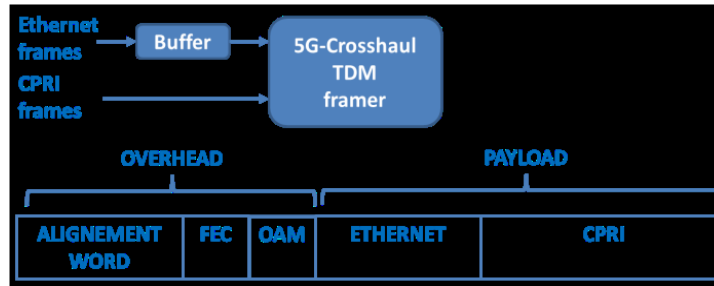 Ethernet
frames
Buffer
5G-Crosshaul
TDM
framer
CPRI
frames
OVERHEAD
PAYLOAD
ALIGNEMENT
WORD
FEC
OAM
ETHERNET
CPRI